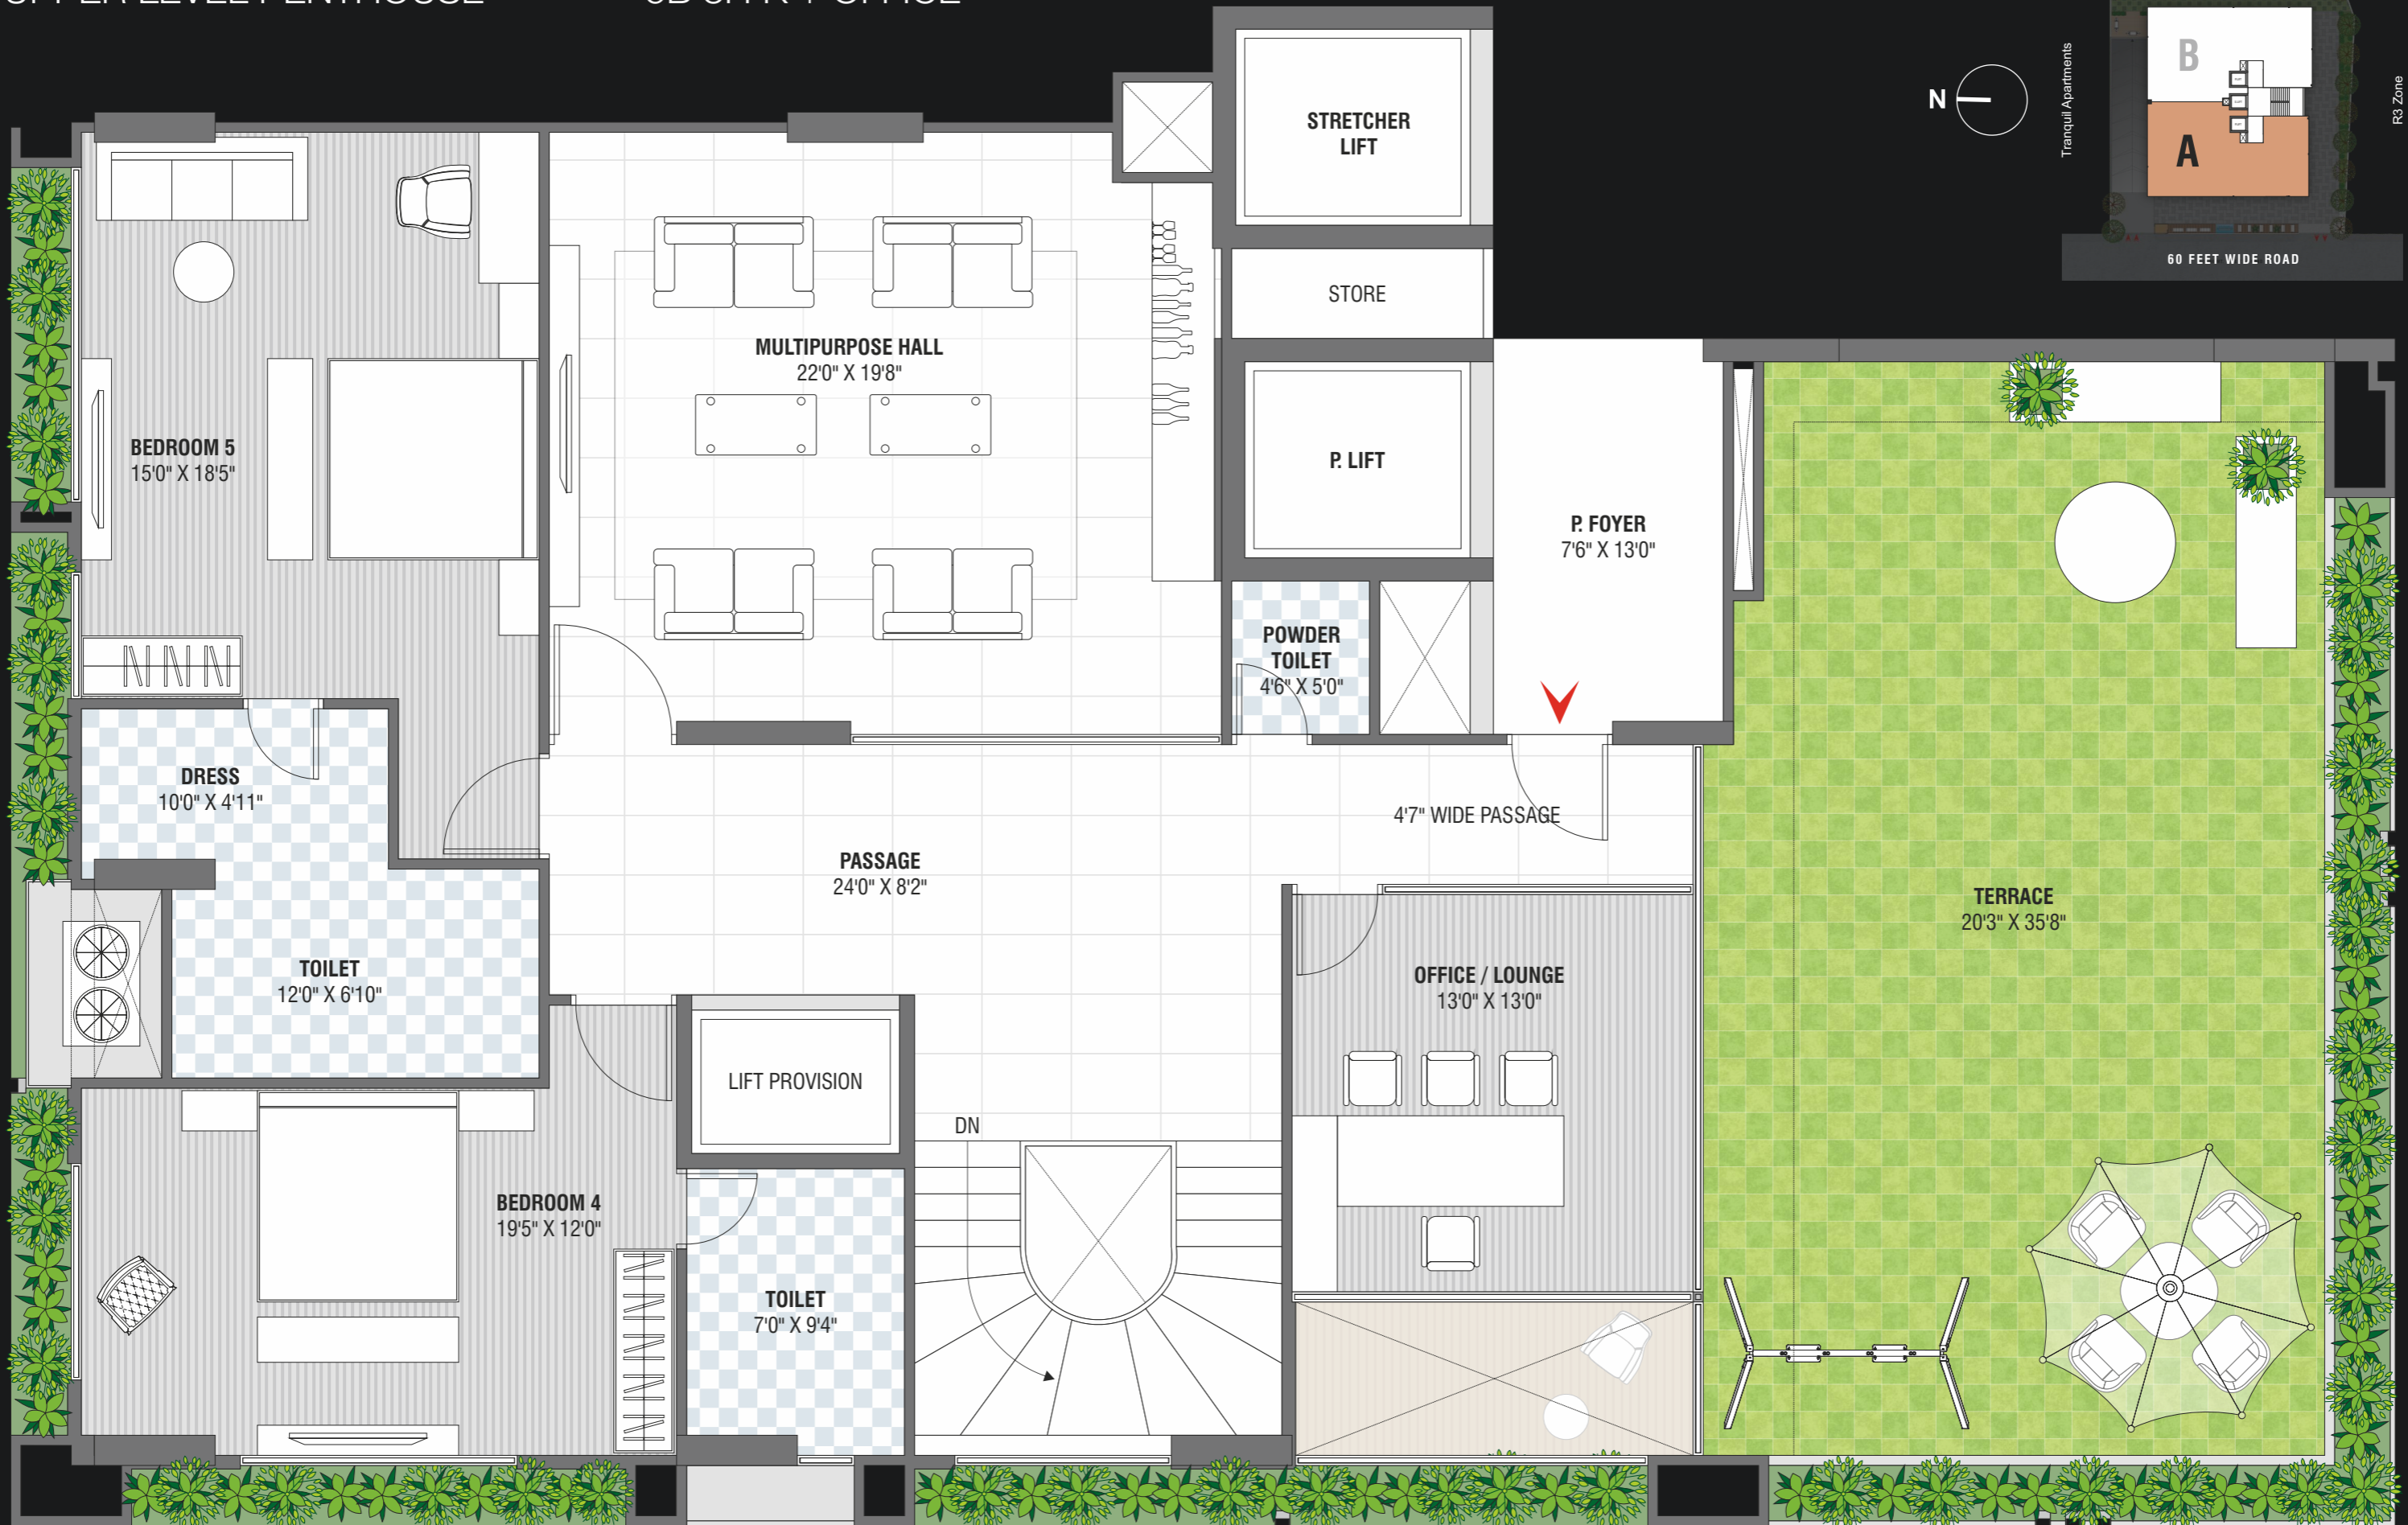 UPPER LEVEL PENTHOUSE
N
Tranquil Apartments
R3 Zone
B
A
60 FEET WIDE ROAD
STRETCHER
LIFT
STORE
MULTIPURPOSE HALL
22'0" X 19'8"
BEDROOM 5
15'0" X 18'5"
P. LIFT
P. FOYER
7'6" X 13'0"
POWDER
TOILET
4'6" X 5'0"
DRESS
10'0" X 4'11"
4'7" WIDE PASSAGE
PASSAGE
24'0" X 8'2"
TERRACE
20'3" X 35'8"
TOILET
12'0" X 6'10"
OFFICE / LOUNGE
13'0" X 13'0"
LIFT PROVISION
DN
BEDROOM 4
19'5" X 12'0"
TOILET
7'0" X 9'4"